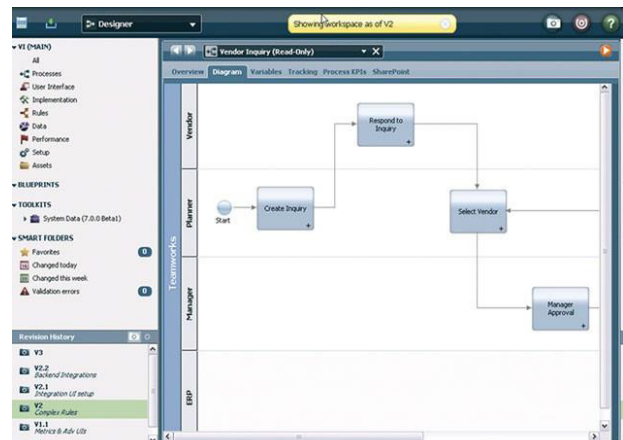 Designer
Showing workspace as of V2
?
VI (MAIN)
All
Processes
User Interface
Implementation
Rules
Data
Performance
Setup
Assets
BLUEPRINTS
TOOLKITS
System Data (7.0.0 Beta1)
SMART FOLDERS
Favorites 0
Changed today
Changed this week
Validation errors 0
Revision History
V3
V2.2
Backend Integrations
V2.1
Integration UI setup
V2
Complex Rules
V1.1
Metrics & Adv UIs
Vendor Inquiry (Read-Only)
Overview Diagram Variables Tracking Process KPIs SharePoint
Teamworks
Vendor
Respond to
Inquiry
Planner
Start
Create Inquiry
Select Vendor
Manager
Manager
Approval
ERP